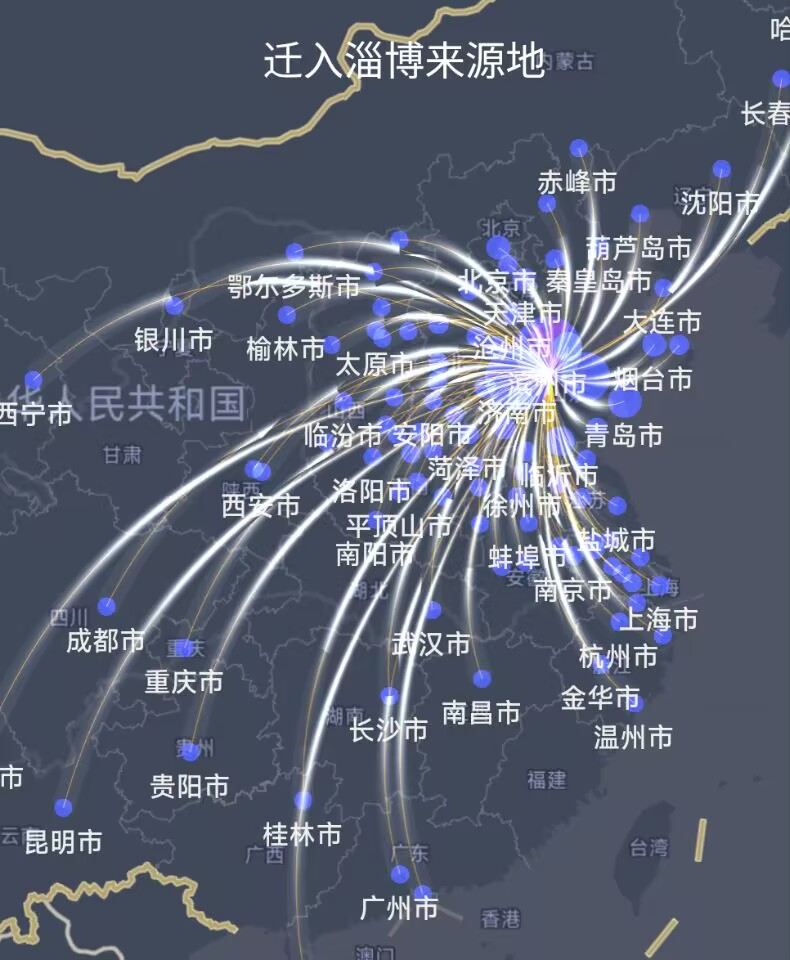 哈
迁入淄博来源地
内蒙古
长春
赤峰市
辽宁
沈阳市
北京
葫芦岛市
鄂尔多斯市
北京市
秦皇岛市
天津市
大连市
银川市
榆林市
太原市
沧州市
滨州市
烟台市
西宁市
华人民共和国
山西
济南市
临汾市
安阳市
青岛市
甘肃
菏泽市
临沂市
陕西
西安市
洛阳市
徐州市
江苏
平顶山市
南阳市
蚌埠市
盐城市
安徽
湖北
南京市
上海
四川
成都市
重庆
武汉市
上海市
杭州市
浙江
重庆市
湖南
长沙市
南昌市
金华市
温州市
贵州
市
贵阳市
福建
云南
昆明市
桂林市
广西
广东
台湾
广州市
香港
澳门